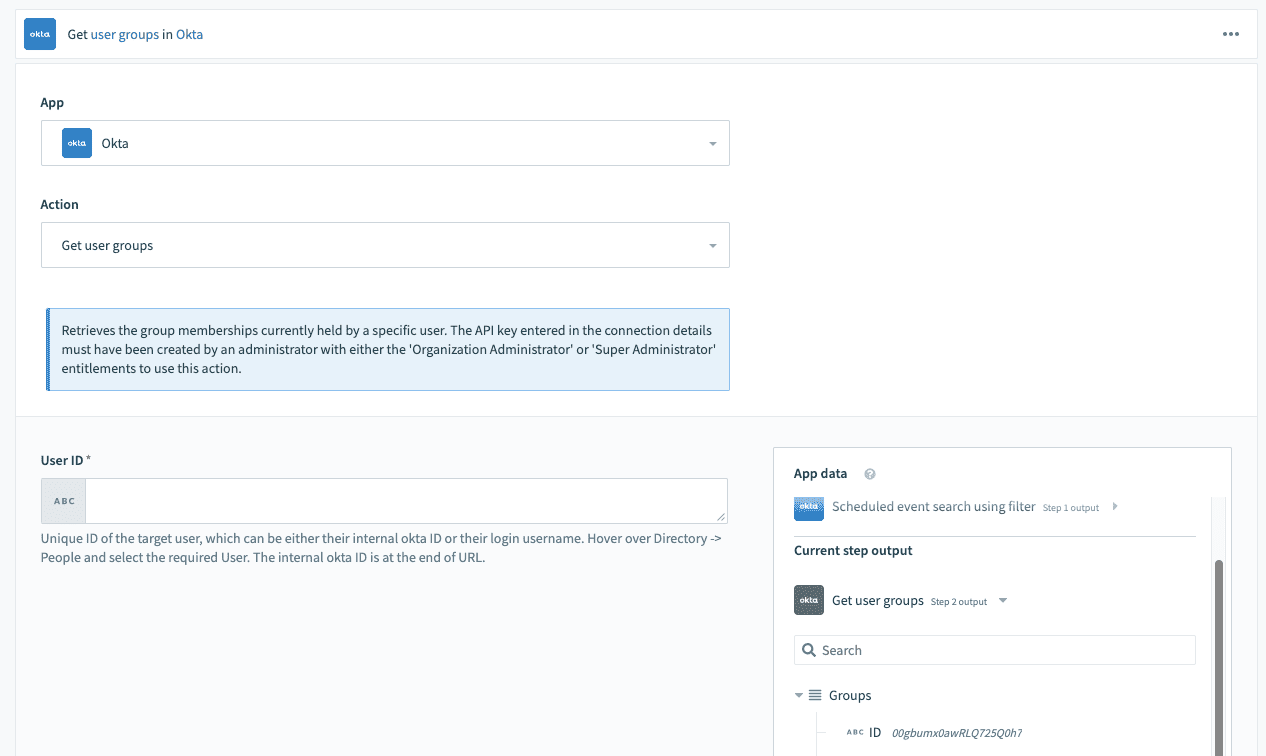 okta Get user groups in Okta
App
okta Okta
Action
Get user groups
Retrieves the group memberships currently held by a specific user. The API key entered in the connection details
must have been created by an administrator with either the 'Organization Administrator' or 'Super Administrator'
entitlements to use this action.
User ID *
ABC
Unique ID of the target user, which can be either their internal okta ID or their login username. Hover over Directory ->
People and select the required User. The internal okta ID is at the end of URL.
App data ?
okta Scheduled event search using filter Step 1 output
Current step output
okta Get user groups Step 2 output
Search
Groups
ABC ID 00gbumx0awRLQ725Q0h7